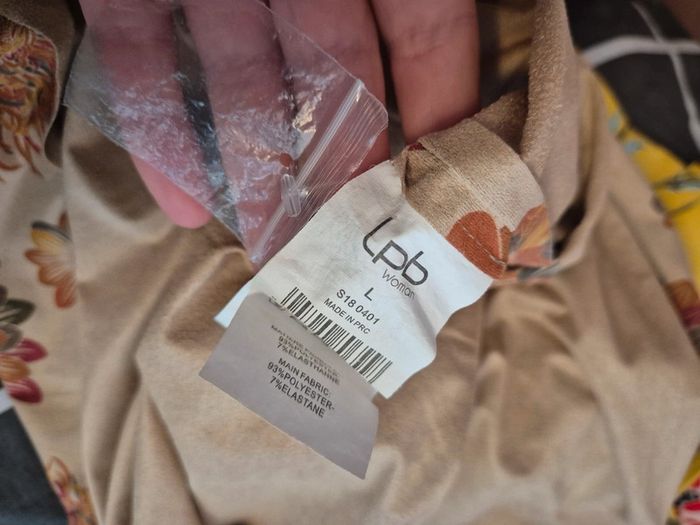 Lpb
Woman
L
S18 0401
MADE IN PRC
7%ELASTHANNE
MAIN FABRIC:
93%POLYESTER-
7%ELASTANE